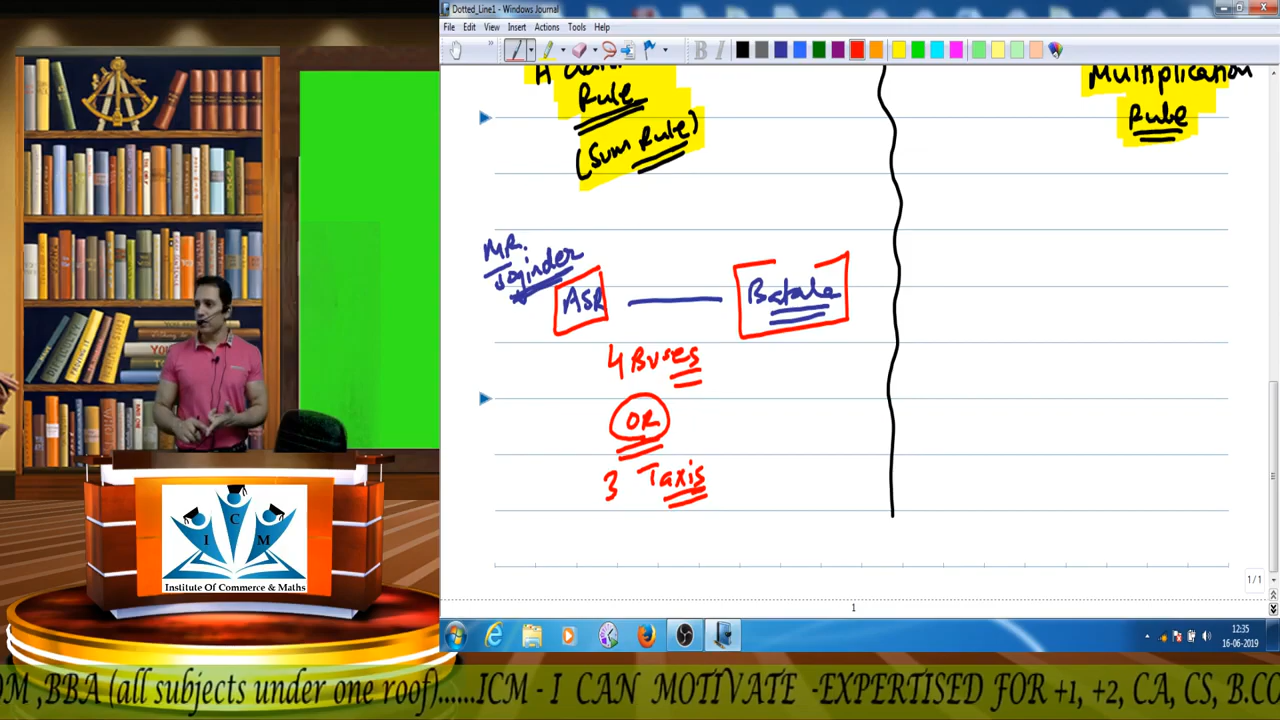 Dotted_Line1 - Windows Journal
File Edit View Insert Actions Tools Help
Rule
(Sum Rule)
Multiplication
Rule
MR.
Joginder
ASR
Batala
4 Buses
OR
3 Taxis
1/1
1
12:35
16-06-2019
I C M
Institute Of Commerce & Maths
OM ,BBA (all subjects under one roof)......ICM - I CAN MOTIVATE -EXPERTISED FOR +1, +2, CA, CS, B.CO